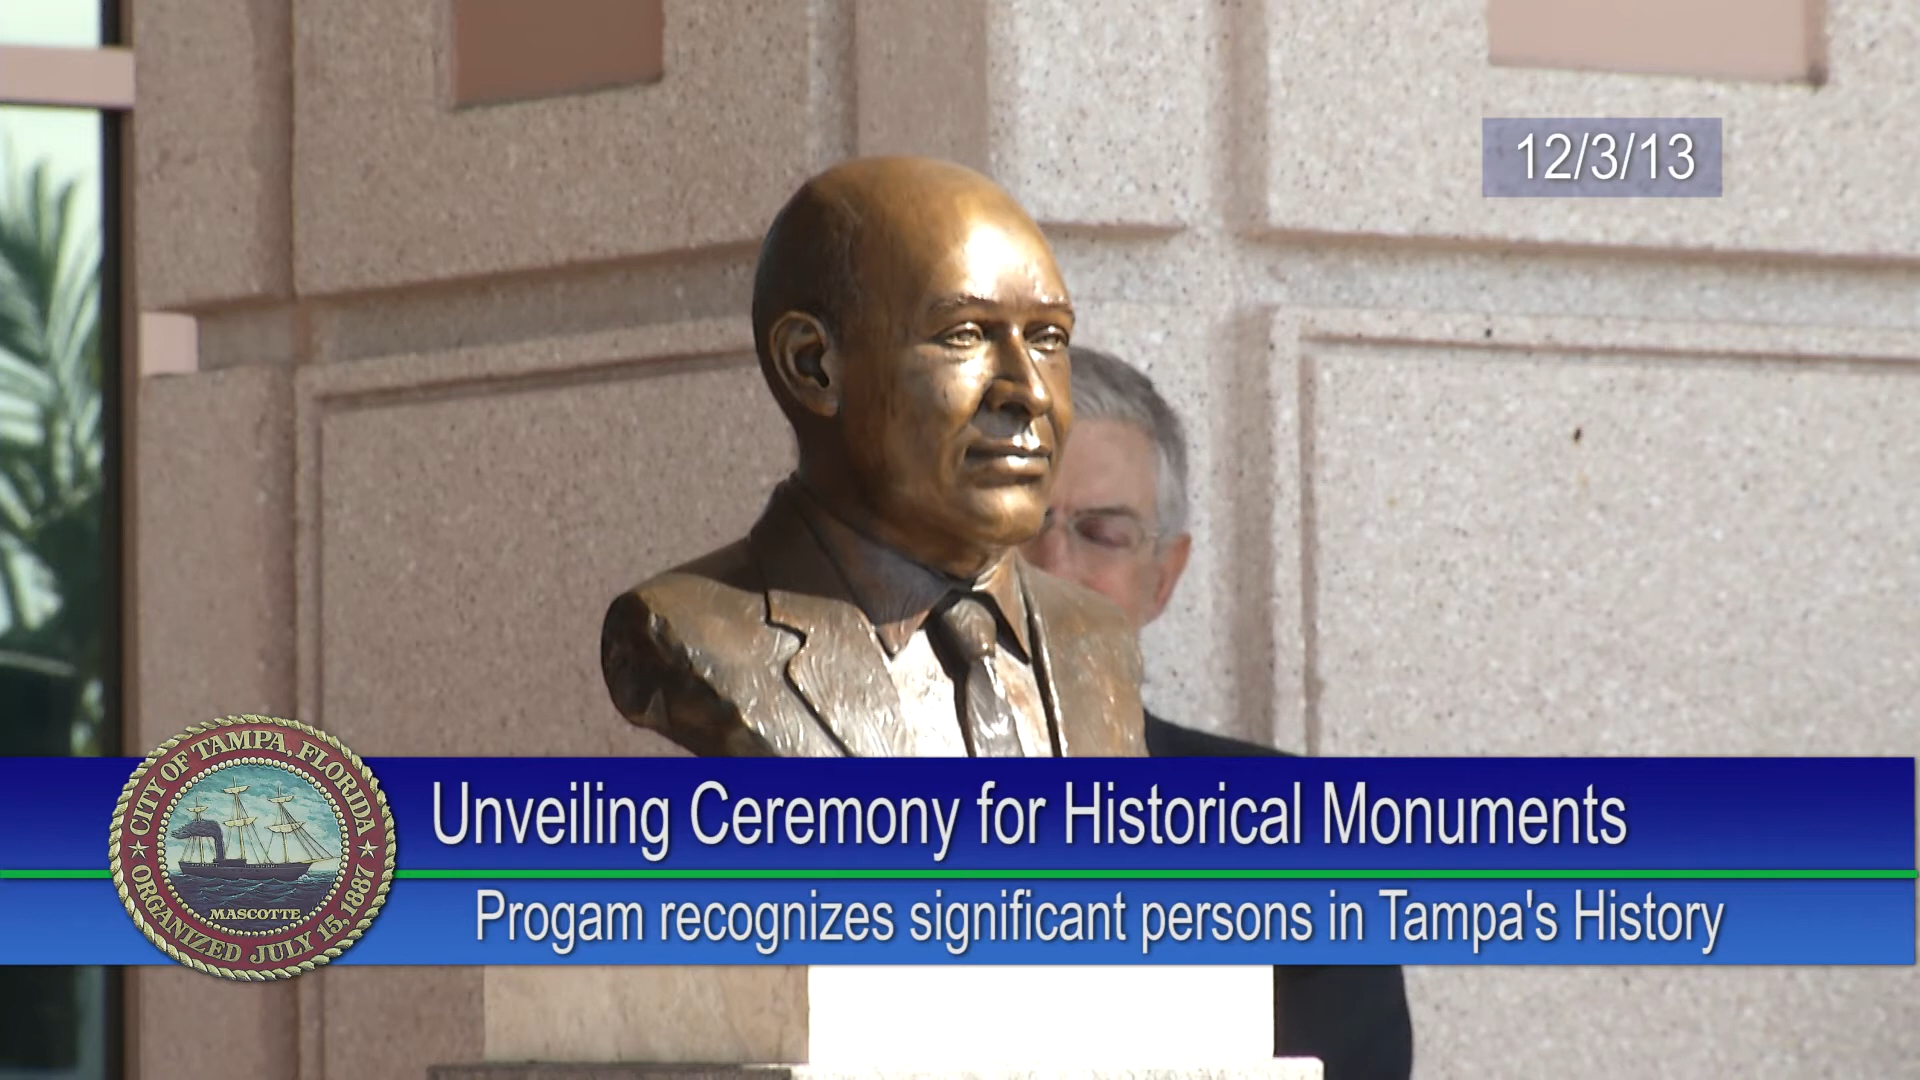 12/3/13
Unveiling Ceremony for Historical Monuments
Progam recognizes significant persons in Tampa's History
CITY OF TAMPA, FLORIDA
ORGANIZED JULY 15, 1887
MASCOTTE